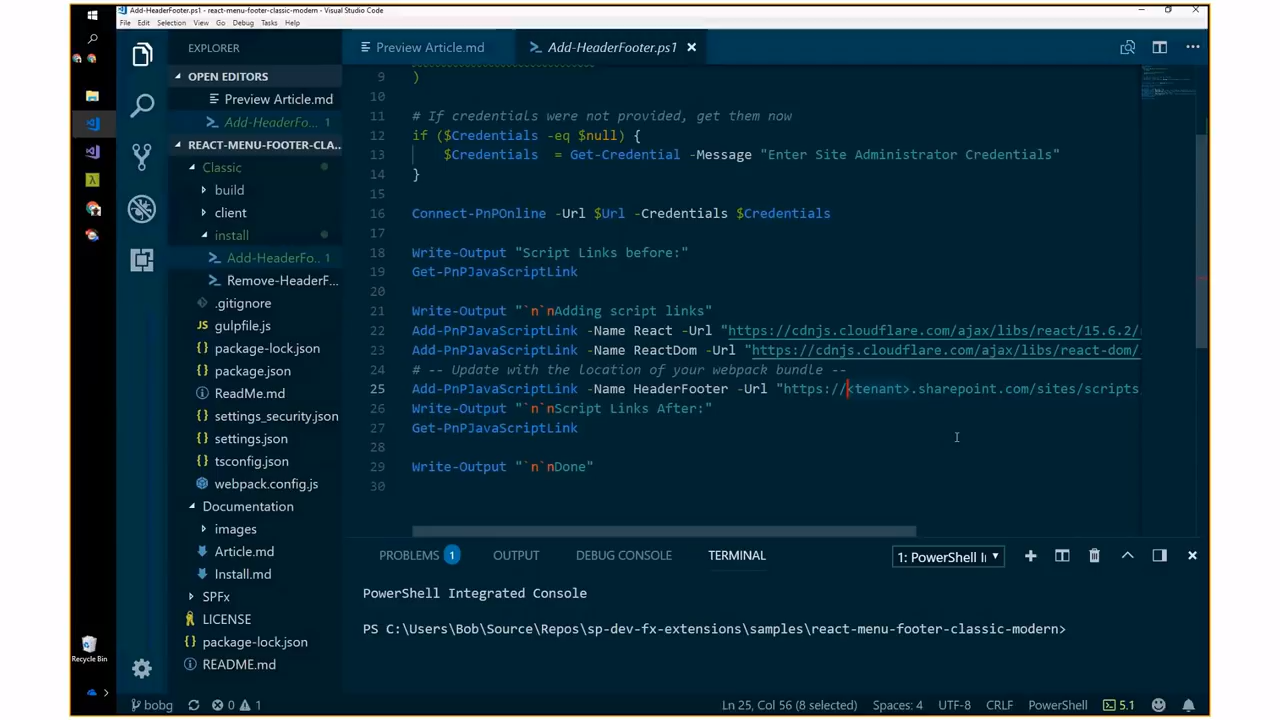 Add-HeaderFooter.ps1 - react-menu-footer-classic-modern - Visual Studio Code
File Edit Selection View Go Debug Tasks Help
EXPLORER
OPEN EDITORS
Preview Article.md
Add-HeaderFo... 1
REACT-MENU-FOOTER-CLA...
Classic
build
client
install
Add-HeaderFo.. 1
Remove-HeaderF...
.gitignore
JS gulpfile.js
{} package-lock.json
{} package.json
ReadMe.md
{} settings_security.json
{} settings.json
{} tsconfig.json
webpack.config.js
Documentation
images
Article.md
Install.md
SPFx
LICENSE
{} package-lock.json
README.md
Preview Article.md
Add-HeaderFooter.ps1
9 )
10
11 # If credentials were not provided, get them now
12 if ($Credentials -eq $null) {
13 $Credentials = Get-Credential -Message "Enter Site Administrator Credentials"
14 }
15
16 Connect-PnPOnline -Url $Url -Credentials $Credentials
17
18 Write-Output "Script Links before:"
19 Get-PnPJavaScriptLink
20
21 Write-Output "`n`nAdding script links"
22 Add-PnPJavaScriptLink -Name React -Url "https://cdnjs.cloudflare.com/ajax/libs/react/15.6.2/
23 Add-PnPJavaScriptLink -Name ReactDom -Url "https://cdnjs.cloudflare.com/ajax/libs/react-dom/
24 # -- Update with the location of your webpack bundle --
25 Add-PnPJavaScriptLink -Name HeaderFooter -Url "https://<tenant>.sharepoint.com/sites/scripts
26 Write-Output "`n`nScript Links After:"
27 Get-PnPJavaScriptLink
28
29 Write-Output "`n`nDone"
30
PROBLEMS 1 OUTPUT DEBUG CONSOLE TERMINAL 1: PowerShell
PowerShell Integrated Console
PS C:\Users\Bob\Source\Repos\sp-dev-fx-extensions\samples\react-menu-footer-classic-modern>
Recycle Bin
bobg 0 1 Ln 25, Col 56 (8 selected) Spaces: 4 UTF-8 CRLF PowerShell 5.1